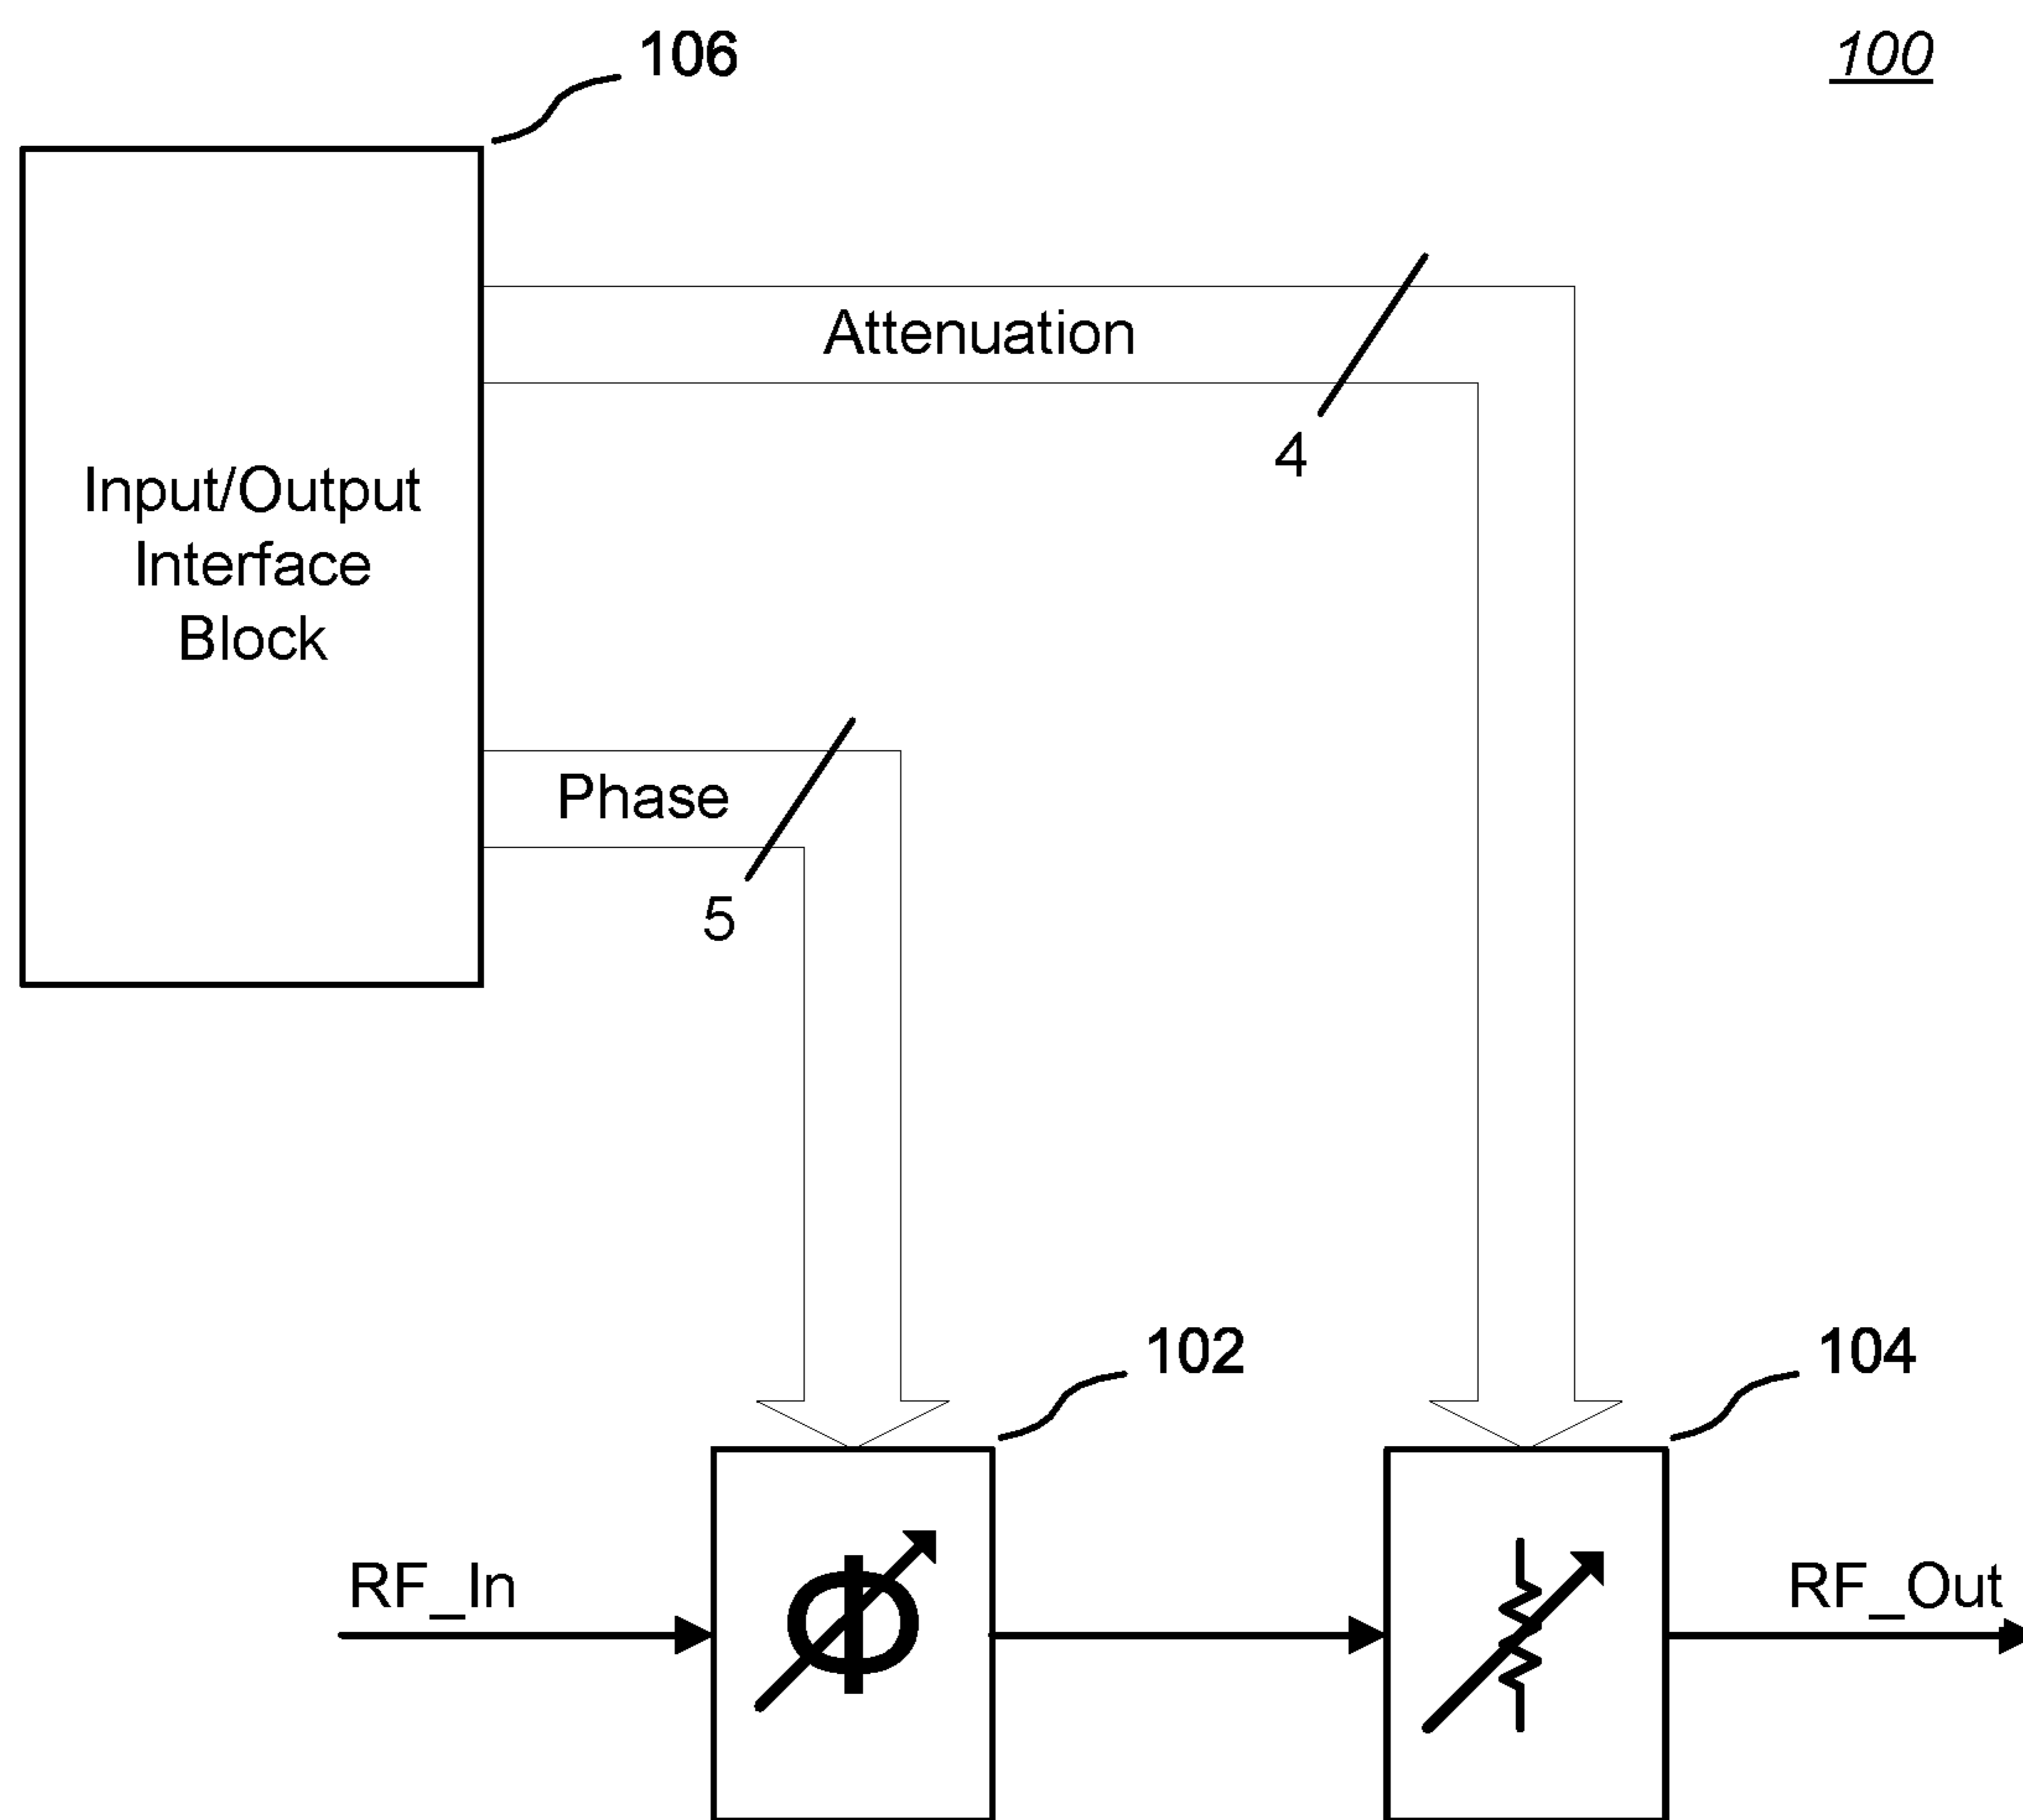 106
100
Attenuation
4
Input/Output
Interface
Block
Phase
5
102
104
RF_In
Φ
RF_Out